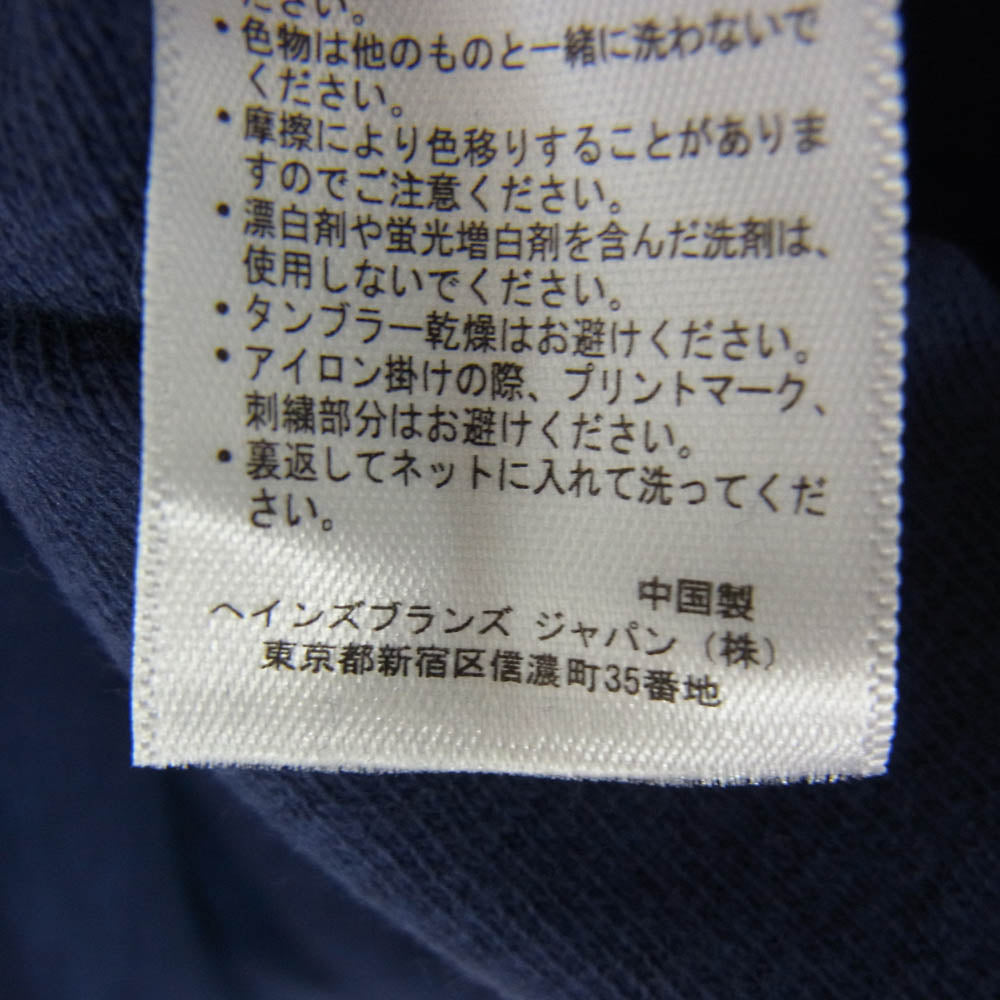 ださい。
・色物は他のものと一緒に洗わないで
ください。
・摩擦により色移りすることがありま
すのでご注意ください。
・漂白剤や蛍光増白剤を含んだ洗剤は、
使用しないでください。
・タンブラー乾燥はお避けください。
・アイロン掛けの際、プリントマーク、
刺繍部分はお避けください。
・裏返してネットに入れて洗ってくだ
さい。
中国製
ヘインズブランズ ジャパン(株)
東京都新宿区信濃町35番地